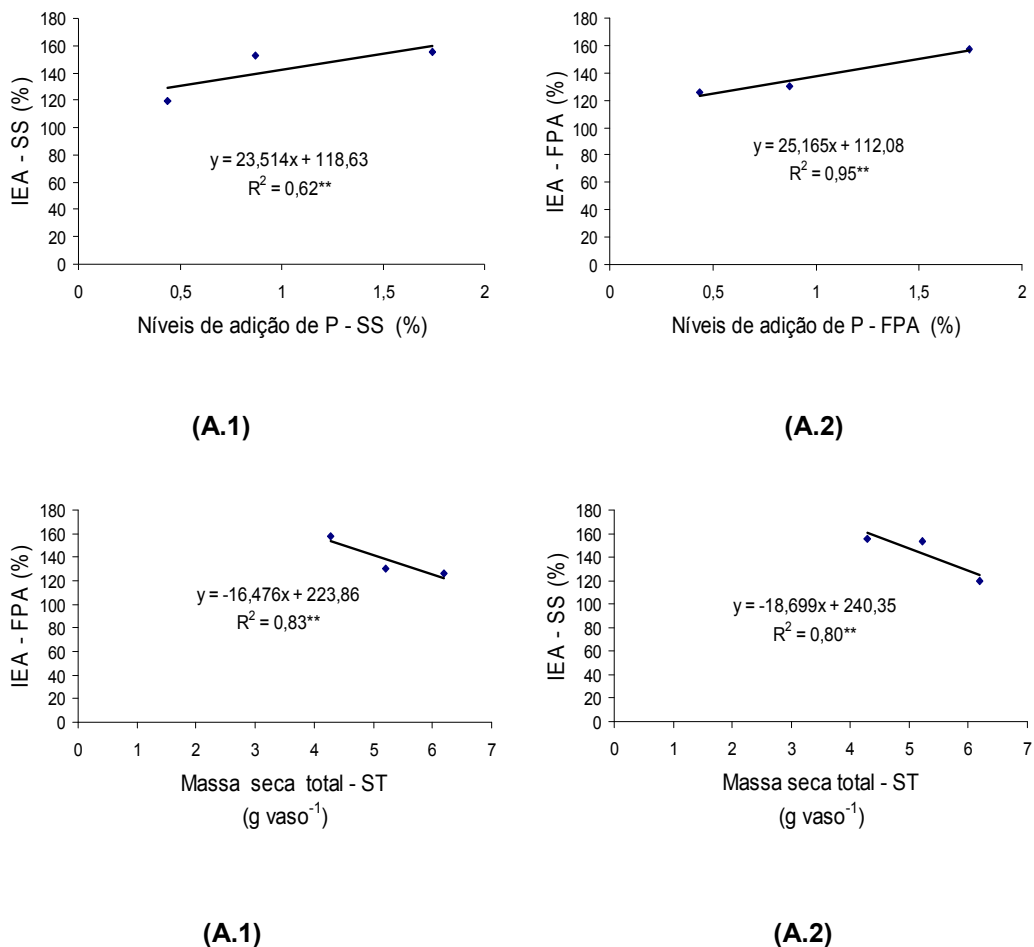 180
160
140
120
100
80
60
40
20
0
IEA - SS (%)
y = 23,514x + 118,63
R² = 0,62**
0 0,5 1 1,5 2
Níveis de adição de P - SS (%)
(A.1)
180
160
140
120
100
80
60
40
20
0
IEA - FPA (%)
y = 25,165x + 112,08
R² = 0,95**
0 0,5 1 1,5 2
Níveis de adição de P - FPA (%)
(A.2)
180
160
140
120
100
80
60
40
20
0
IEA - FPA (%)
y = -16,476x + 223,86
R² = 0,83**
0 1 2 3 4 5 6 7
Massa seca total - ST
(g vaso⁻¹)
(A.1)
180
160
140
120
100
80
60
40
20
0
IEA - SS (%)
y = -18,699x + 240,35
R² = 0,80**
0 1 2 3 4 5 6 7
Massa seca total - ST
(g vaso⁻¹)
(A.2)